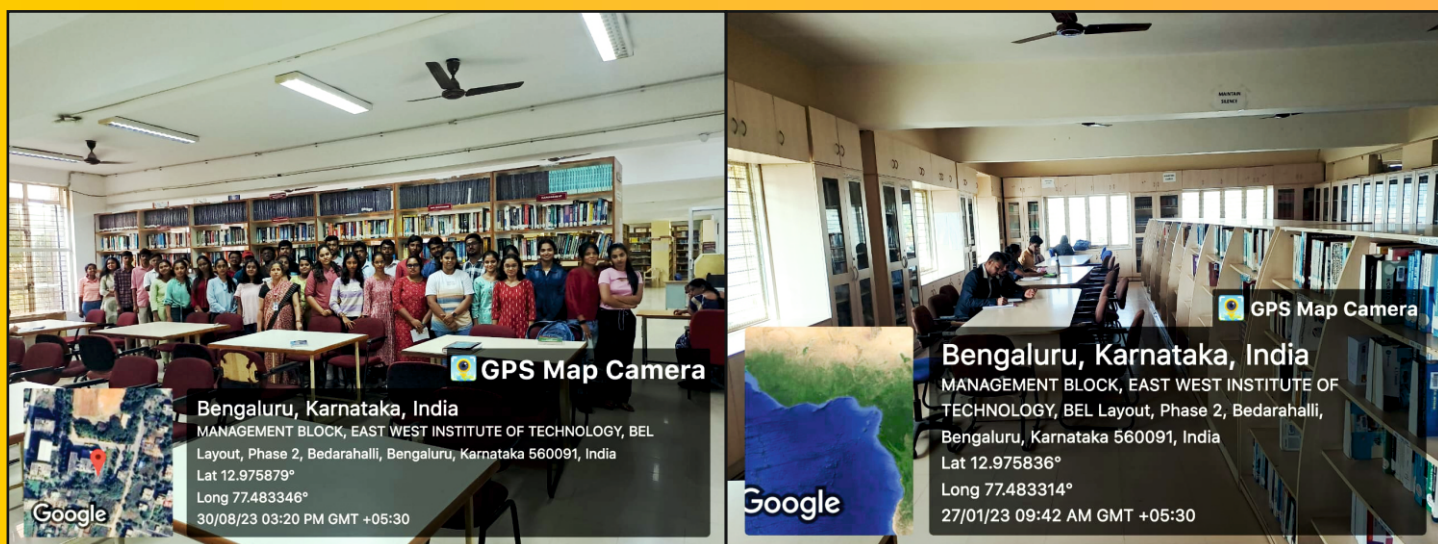 GPS Map Camera
Bengaluru, Karnataka, India
MANAGEMENT BLOCK, EAST WEST INSTITUTE OF TECHNOLOGY, BEL
Layout, Phase 2, Bedarahalli, Bengaluru, Karnataka 560091, India
Lat 12.975879°
Long 77.483346°
30/08/23 03:20 PM GMT +05:30
Google
MAINTAIN
SILENCE
GPS Map Camera
Bengaluru, Karnataka, India
MANAGEMENT BLOCK, EAST WEST INSTITUTE OF
TECHNOLOGY, BEL Layout, Phase 2, Bedarahalli,
Bengaluru, Karnataka 560091, India
Lat 12.975836°
Long 77.483314°
27/01/23 09:42 AM GMT +05:30
Google